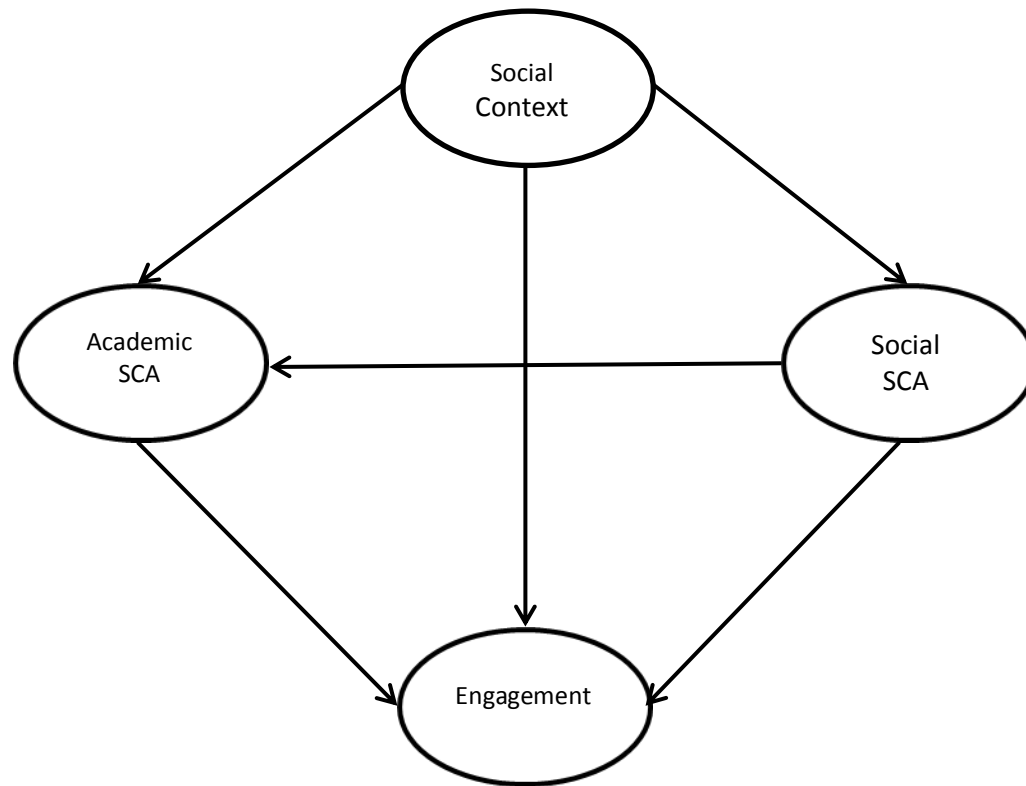 Social
Context
Academic
SCA
Social
SCA
Engagement